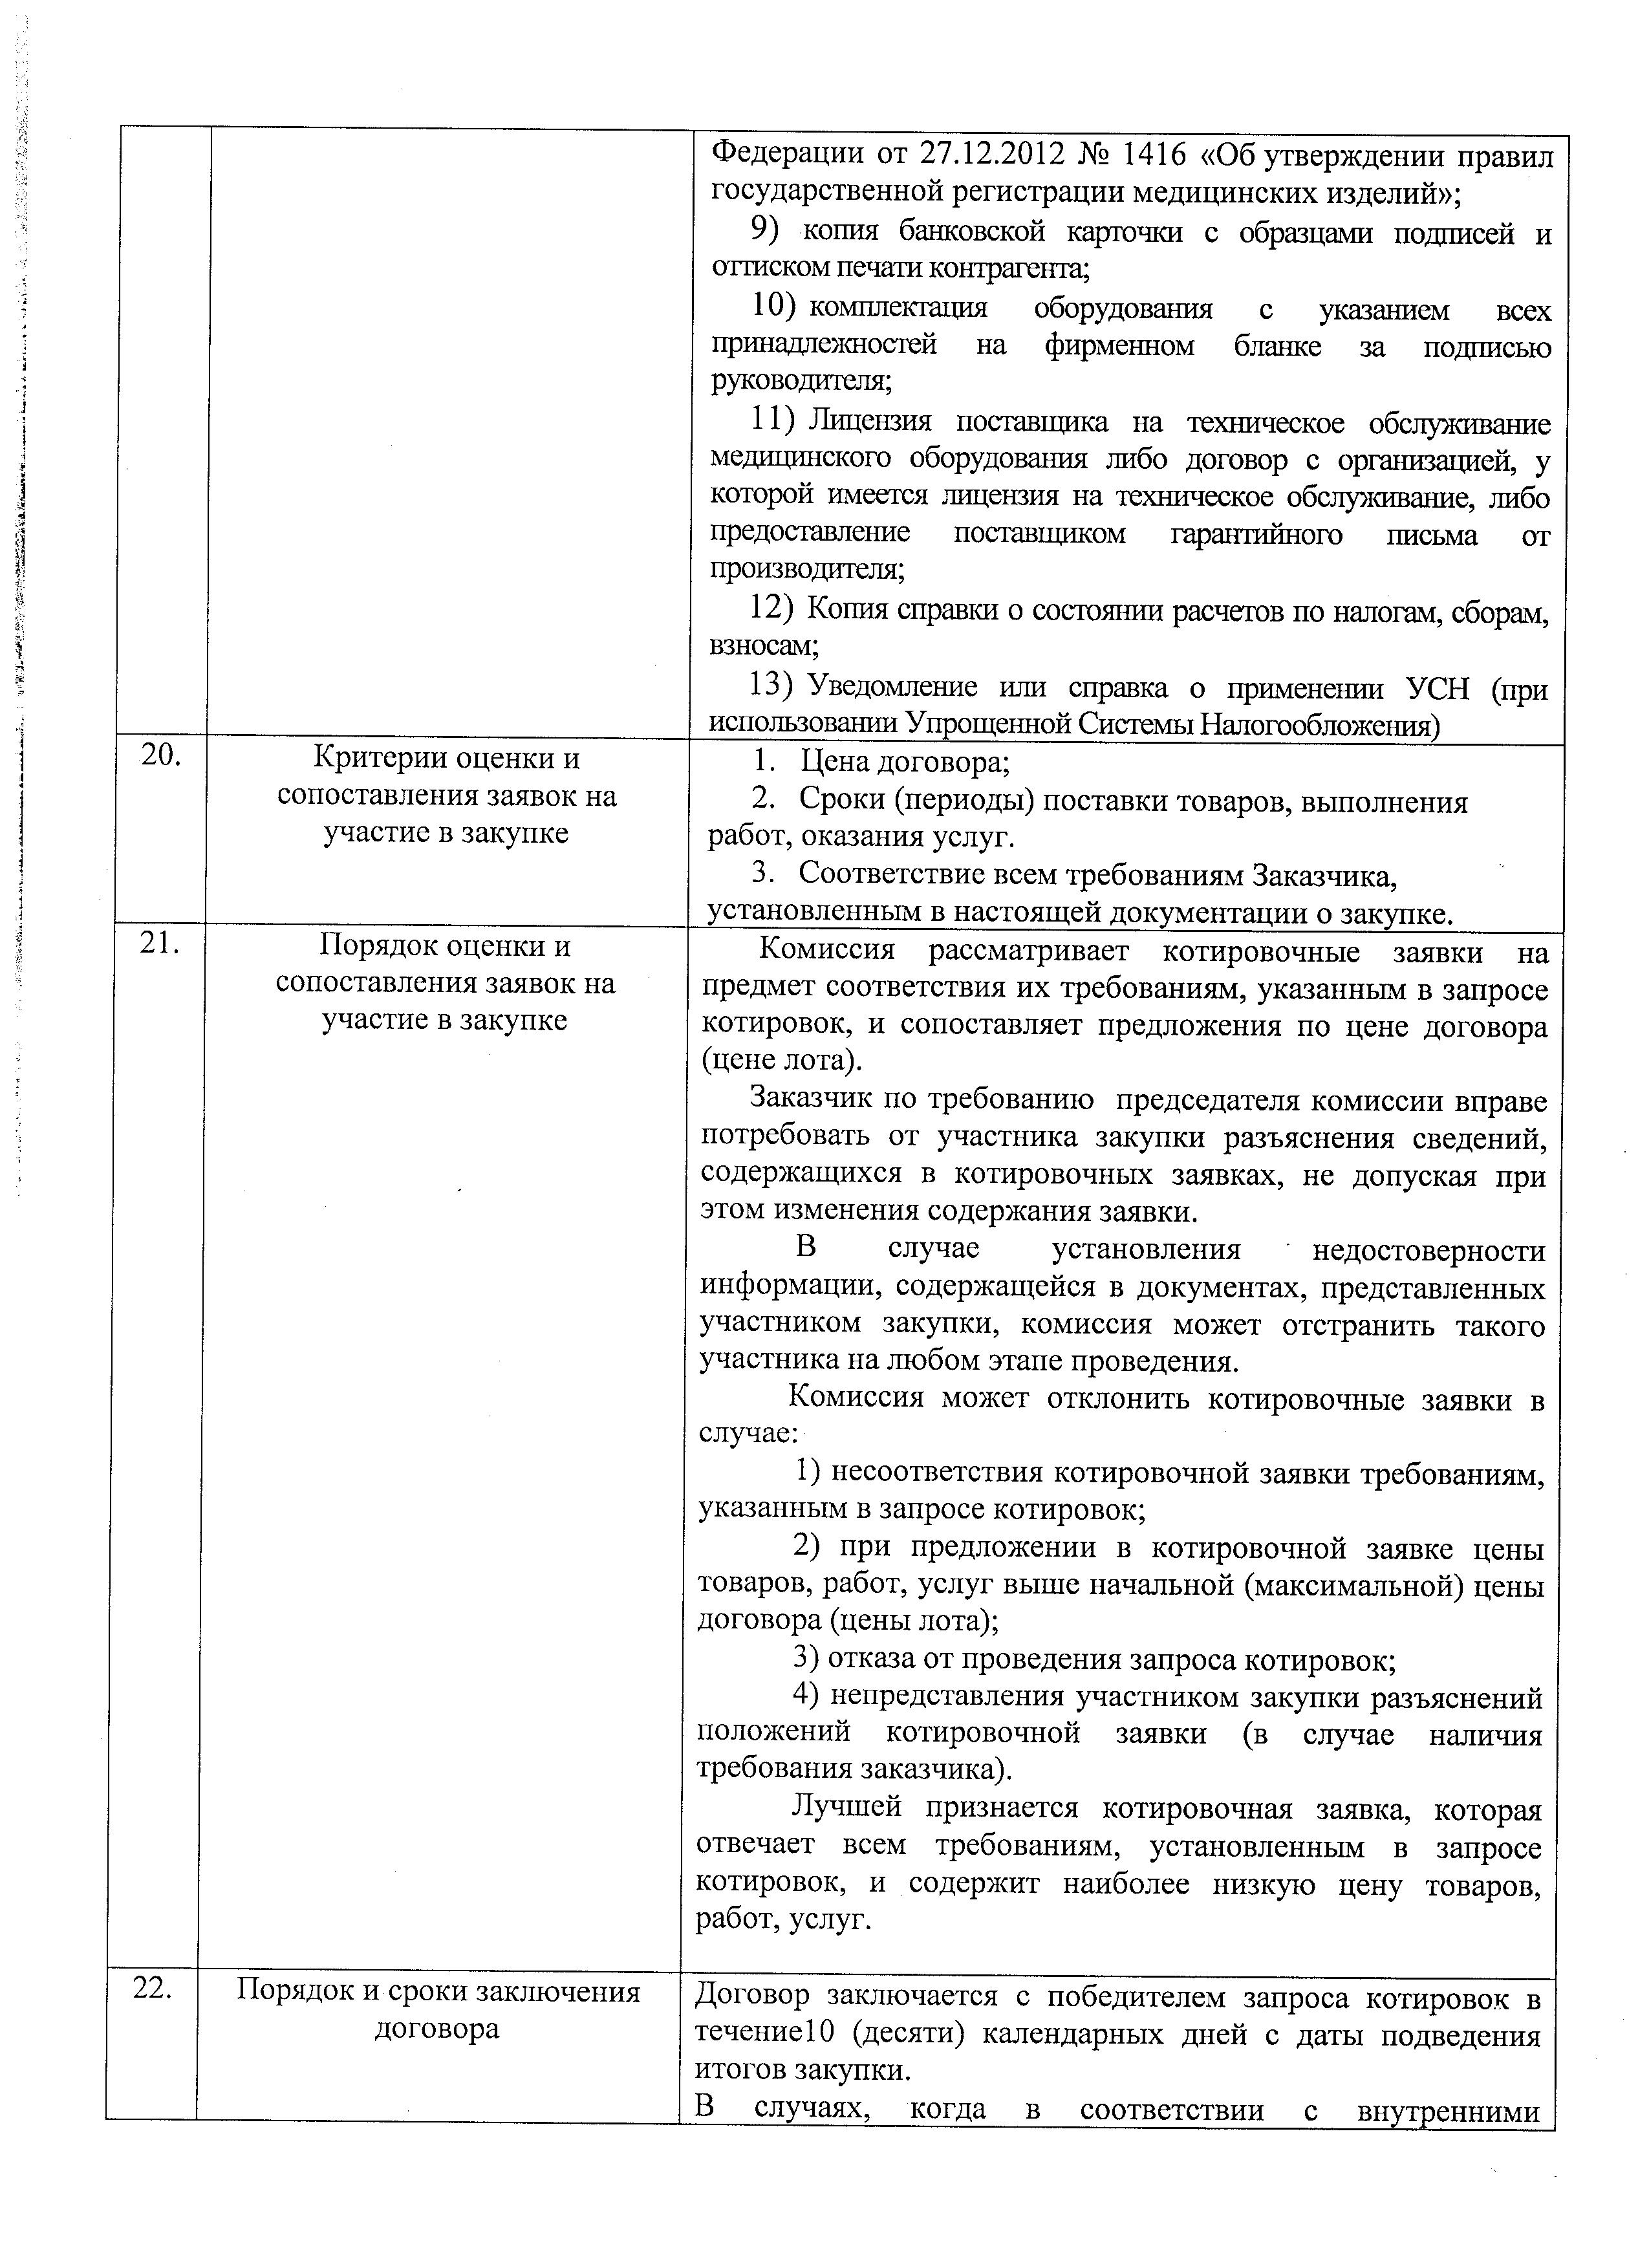 Федерации от 27.12.2012 № 1416 «Об утверждении правил
государственной регистрации медицинских изделий»;
9) копия банковской карточки с образцами подписей и
оттиском печати контрагента;
10) комплектация оборудования с указанием всех
принадлежностей на фирменном бланке за подписью
руководителя;
11) Лицензия поставщика на техническое обслуживание
медицинского оборудования либо договор с организацией, у
которой имеется лицензия на техническое обслуживание, либо
предоставление поставщиком гарантийного письма от
производителя;
12) Копия справки о состоянии расчетов по налогам, сборам,
взносам;
13) Уведомление или справка о применении УСН (при
использовании Упрощенной Системы Налогообложения)
20.
Критерии оценки и
сопоставления заявок на
участие в закупке
1. Цена договора;
2. Сроки (периоды) поставки товаров, выполнения
работ, оказания услуг.
3. Соответствие всем требованиям Заказчика,
установленным в настоящей документации о закупке.
21.
Порядок оценки и
сопоставления заявок на
участие в закупке
Комиссия рассматривает котировочные заявки на
предмет соответствия их требованиям, указанным в запросе
котировок, и сопоставляет предложения по цене договора
(цене лота).
Заказчик по требованию председателя комиссии вправе
потребовать от участника закупки разъяснения сведений,
содержащихся в котировочных заявках, не допуская при
этом изменения содержания заявки.
В случае установления недостоверности
информации, содержащейся в документах, представленных
участником закупки, комиссия может отстранить такого
участника на любом этапе проведения.
Комиссия может отклонить котировочные заявки в
случае:
1) несоответствия котировочной заявки требованиям,
указанным в запросе котировок;
2) при предложении в котировочной заявке цены
товаров, работ, услуг выше начальной (максимальной) цены
договора (цены лота);
3) отказа от проведения запроса котировок;
4) непредставления участником закупки разъяснений
положений котировочной заявки (в случае наличия
требования заказчика).
Лучшей признается котировочная заявка, которая
отвечает всем требованиям, установленным в запросе
котировок, и содержит наиболее низкую цену товаров,
работ, услуг.
22.
Порядок и сроки заключения
договора
Договор заключается с победителем запроса котировок в
течение10 (десяти) календарных дней с даты подведения
итогов закупки.
В случаях, когда в соответствии с внутренними